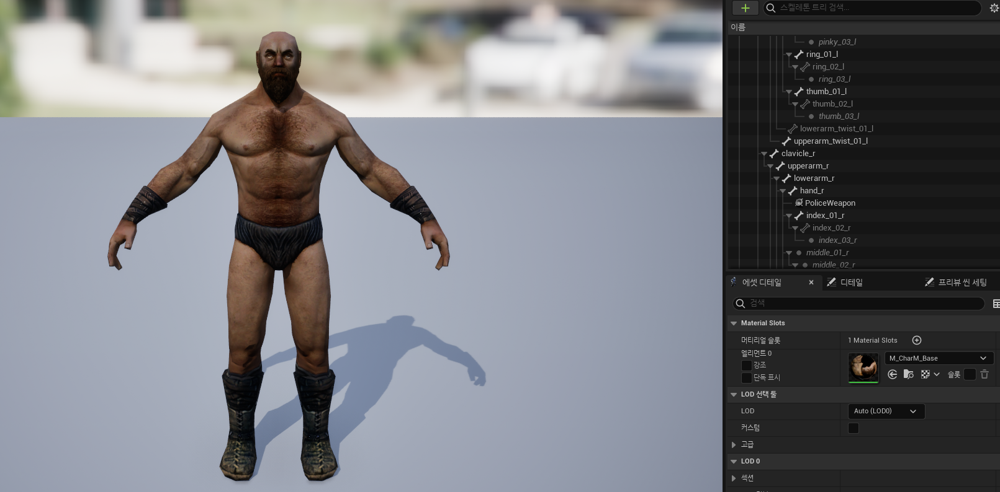 스켈레톤 트리 검색...
이름
pinky_03_l
ring_01_l
ring_02_l
ring_03_l
thumb_01_l
thumb_02_l
thumb_03_l
lowerarm_twist_01_l
upperarm_twist_01_l
clavicle_r
upperarm_r
lowerarm_r
hand_r
PoliceWeapon
index_01_r
index_02_r
index_03_r
middle_01_r
middle_02_r
에셋 디테일
디테일
프리뷰 씬 세팅
검색
Material Slots
머티리얼 슬롯
1 Material Slots
엘리먼트 0
강조
단독 표시
M_CharM_Base
슬롯
LOD 선택 툴
LOD
Auto (LOD0)
커스텀
고급
LOD 0
섹션